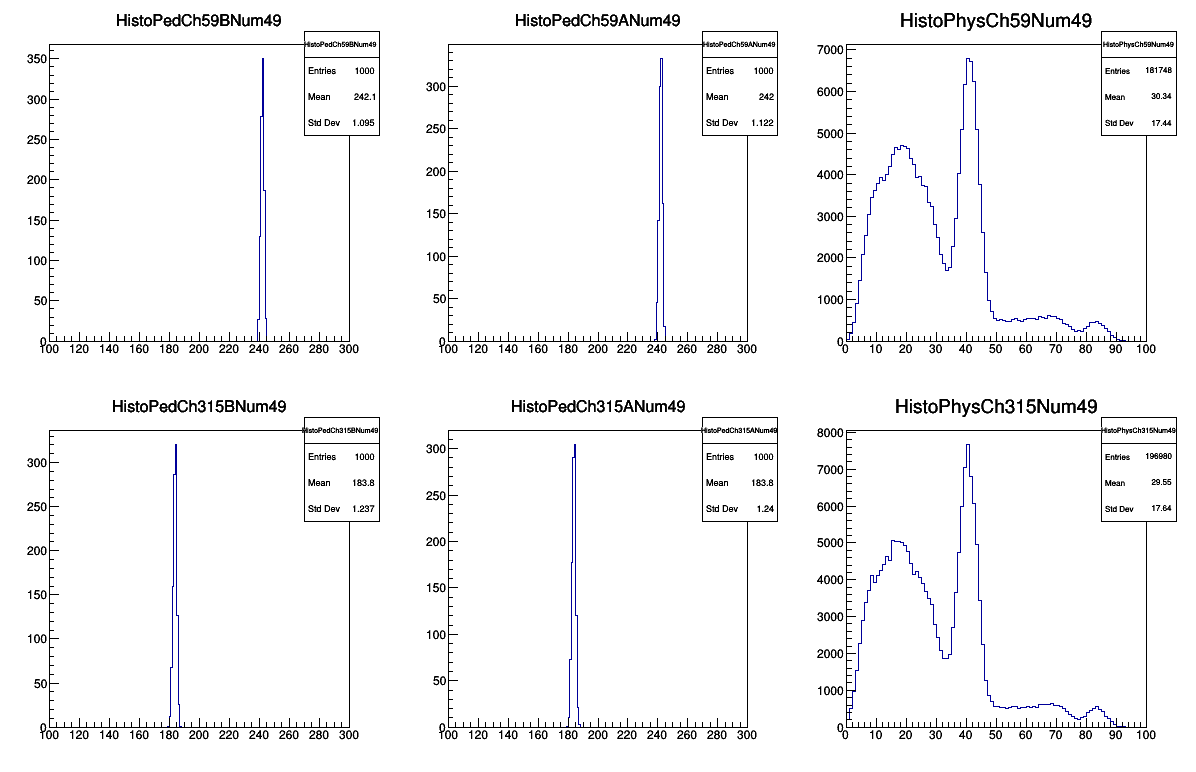 HistoPedCh59BNum49
HistoPedCh59BNum49
Entries 1000
Mean 242.1
Std Dev 1.095
350
300
250
200
150
100
50
0
100 120 140 160 180 200 220 240 260 280 300
HistoPedCh59ANum49
HistoPedCh59ANum49
Entries 1000
Mean 242
Std Dev 1.122
300
250
200
150
100
50
0
100 120 140 160 180 200 220 240 260 280 300
HistoPhysCh59Num49
HistoPhysCh59Num49
Entries 181748
Mean 30.34
Std Dev 17.44
7000
6000
5000
4000
3000
2000
1000
0
0 10 20 30 40 50 60 70 80 90 100
HistoPedCh315BNum49
HistoPedCh315BNum49
Entries 1000
Mean 183.8
Std Dev 1.237
300
250
200
150
100
50
0
100 120 140 160 180 200 220 240 260 280 300
HistoPedCh315ANum49
HistoPedCh315ANum49
Entries 1000
Mean 183.8
Std Dev 1.24
300
250
200
150
100
50
0
100 120 140 160 180 200 220 240 260 280 300
HistoPhysCh315Num49
HistoPhysCh315Num49
Entries 196980
Mean 29.55
Std Dev 17.64
8000
7000
6000
5000
4000
3000
2000
1000
0
0 10 20 30 40 50 60 70 80 90 100